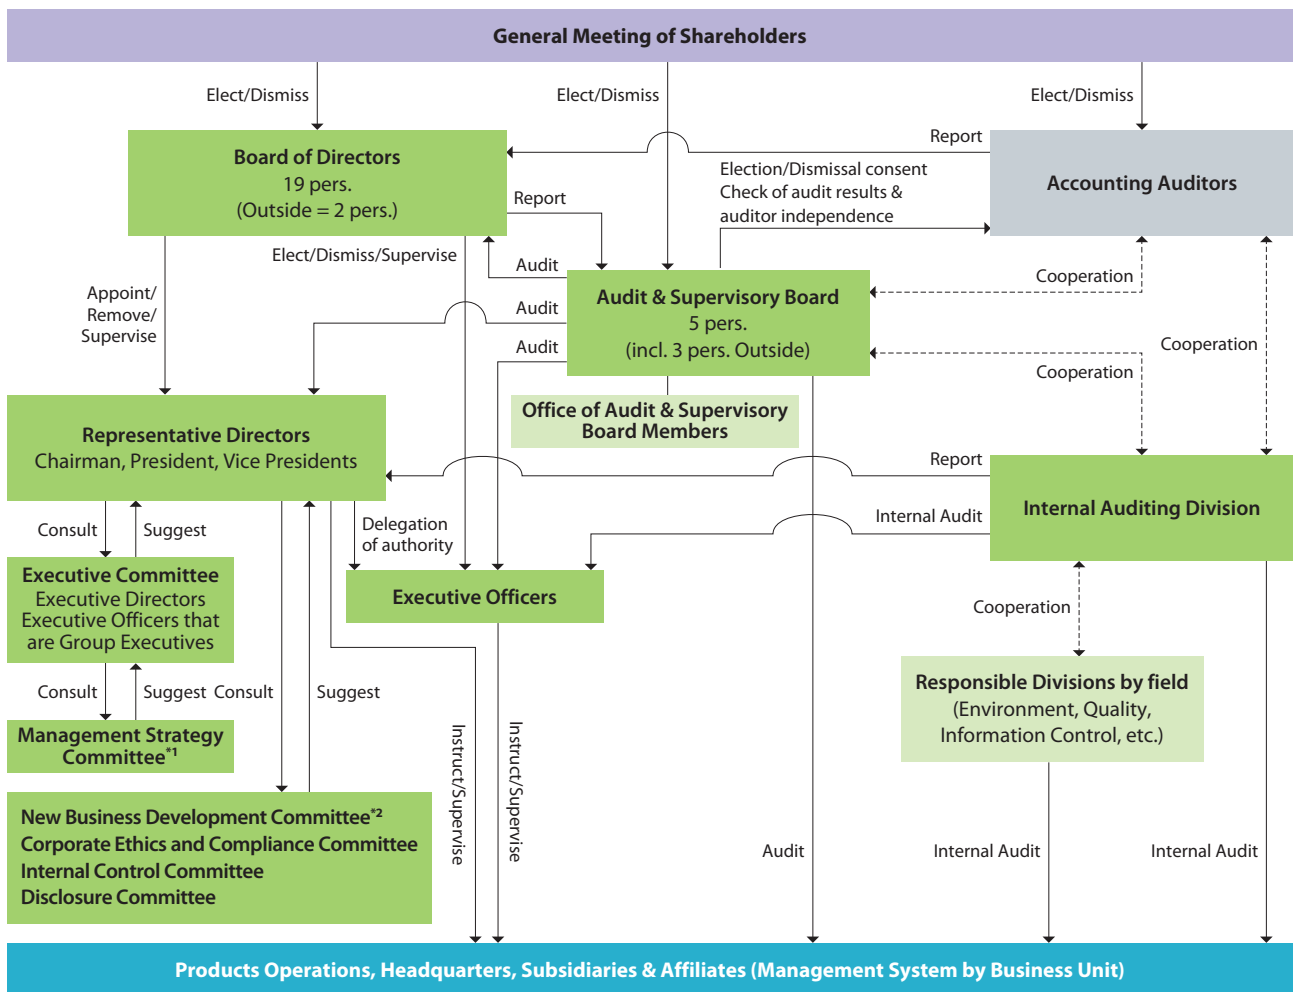 General Meeting of Shareholders
Elect/Dismiss
Elect/Dismiss
Elect/Dismiss
Board of Directors
19 pers.
(Outside = 2 pers.)
Report
Accounting Auditors
Election/Dismissal consent
Check of audit results &
auditor independence
Report
Elect/Dismiss/Supervise
Audit
Cooperation
Appoint/
Remove/
Supervise
Audit & Supervisory Board
5 pers.
(incl. 3 pers. Outside)
Audit
Audit
Cooperation
Cooperation
Office of Audit & Supervisory
Board Members
Representative Directors
Chairman, President, Vice Presidents
Report
Internal Auditing Division
Internal Audit
Consult
Suggest
Delegation
of authority
Executive Committee
Executive Directors
Executive Officers that
are Group Executives
Executive Officers
Cooperation
Responsible Divisions by field
(Environment, Quality,
Information Control, etc.)
Consult
Suggest
Consult
Suggest
Management Strategy
Committee*1
Instruct/Supervise
Instruct/Supervise
New Business Development Committee*2
Corporate Ethics and Compliance Committee
Internal Control Committee
Disclosure Committee
Audit
Internal Audit
Internal Audit
Products Operations, Headquarters, Subsidiaries & Affiliates (Management System by Business Unit)